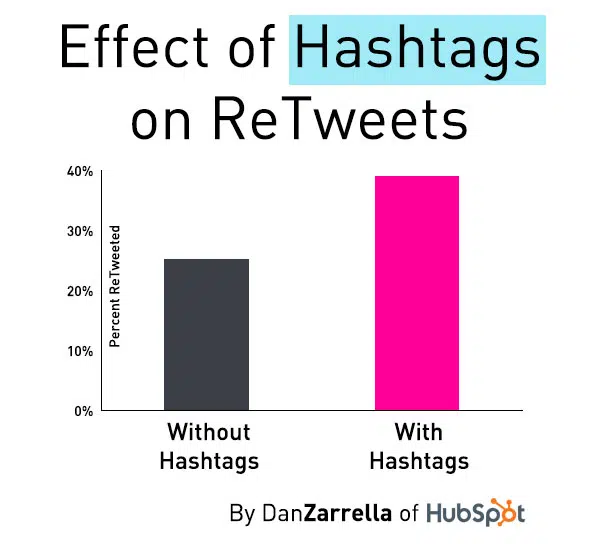 Effect of Hashtags
on ReTweets
40%
30%
20%
10%
0%
Percent ReTweeted
Without
Hashtags
With
Hashtags
By DanZarrella of HubSpot